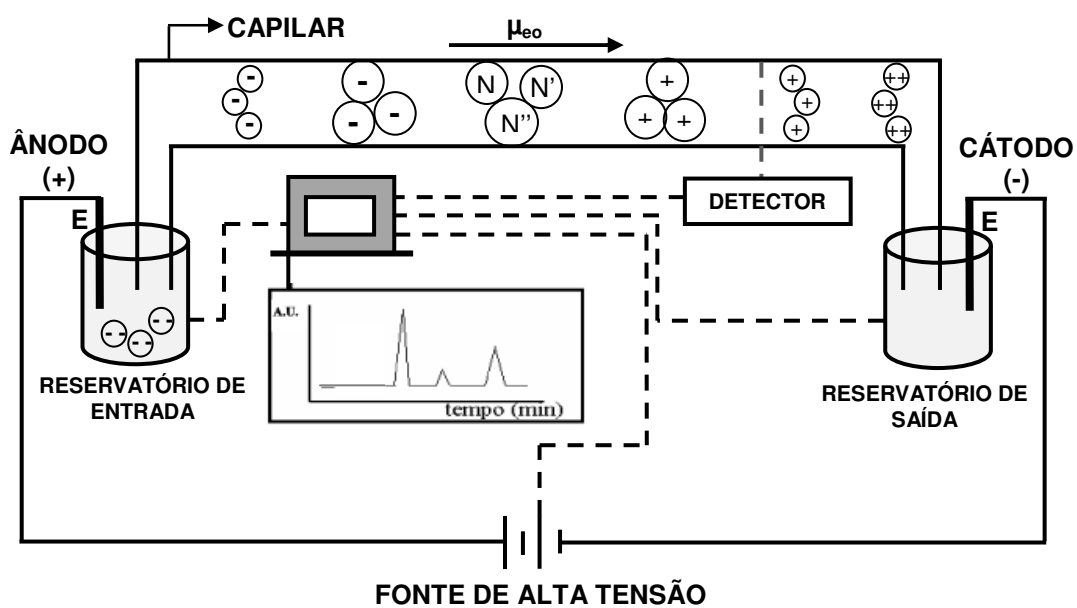 CAPILAR
μeo
- - -
- - -
N N' N''
+ + +
+ + +
++ ++ ++
ÂNODO
(+)
E
CÁTODO
(-)
E
DETECTOR
-- -- --
A.U.
tempo (min)
RESERVATÓRIO DE
ENTRADA
RESERVATÓRIO DE
SAÍDA
FONTE DE ALTA TENSÃO